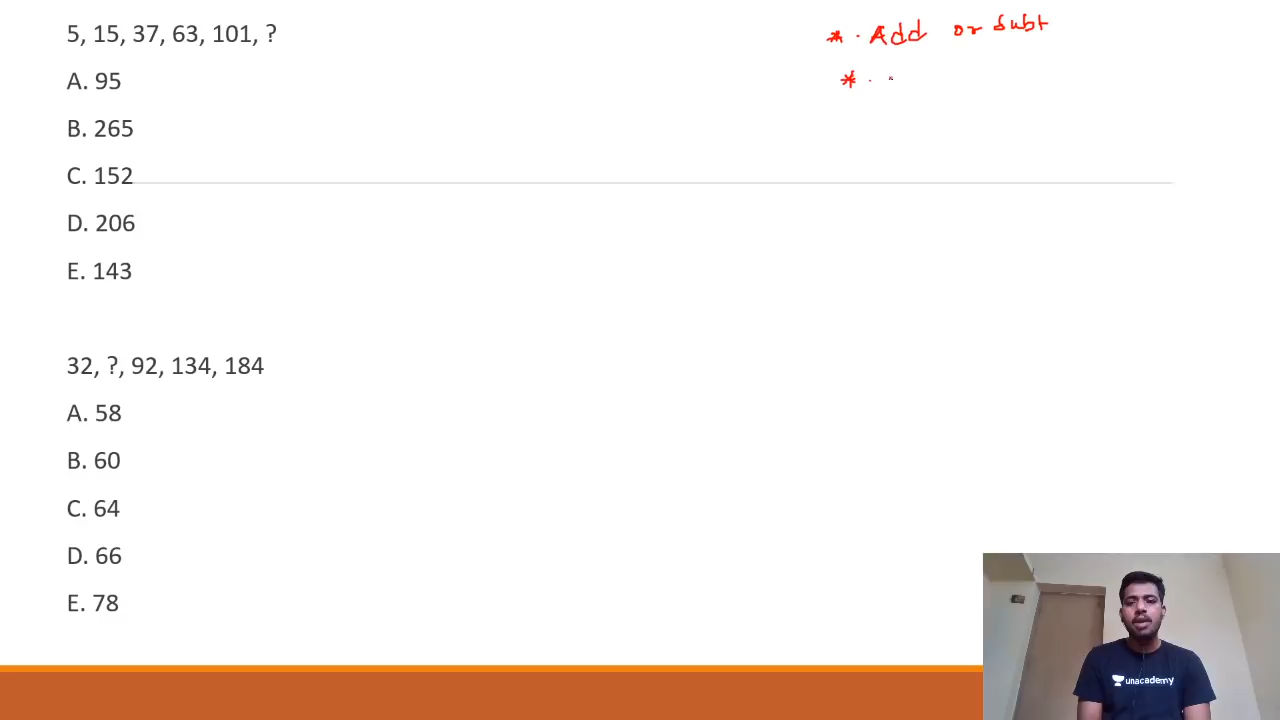 5, 15, 37, 63, 101, ?
* . Add or Subt
A. 95
* .
B. 265
C. 152
D. 206
E. 143
32, ?, 92, 134, 184
A. 58
B. 60
C. 64
D. 66
E. 78
unacademy